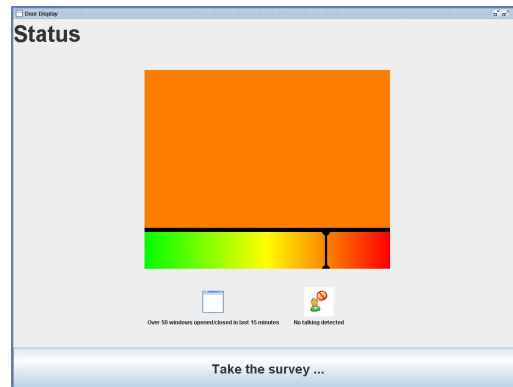 Door Display
Status
Over 50 windows opened/closed in last 15 minutes
No talking detected
Take the survey ...